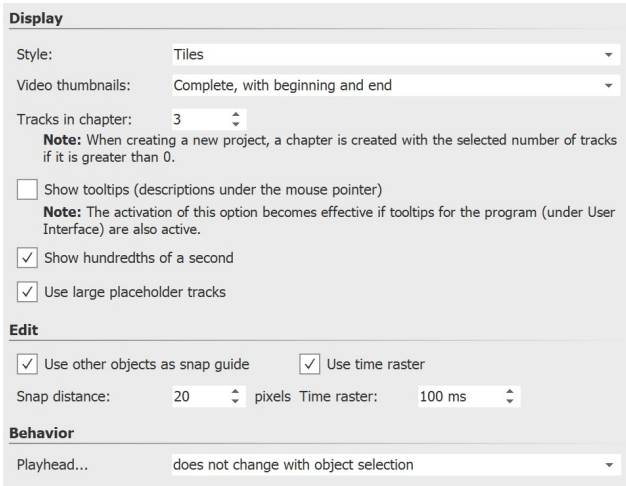 Display
Style: Tiles
Video thumbnails: Complete, with beginning and end
Tracks in chapter: 3
Note: When creating a new project, a chapter is created with the selected number of tracks
if it is greater than 0.
Show tooltips (descriptions under the mouse pointer)
Note: The activation of this option becomes effective if tooltips for the program (under User
Interface) are also active.
Show hundredths of a second
Use large placeholder tracks
Edit
Use other objects as snap guide Use time raster
Snap distance: 20 pixels Time raster: 100 ms
Behavior
Playhead... does not change with object selection